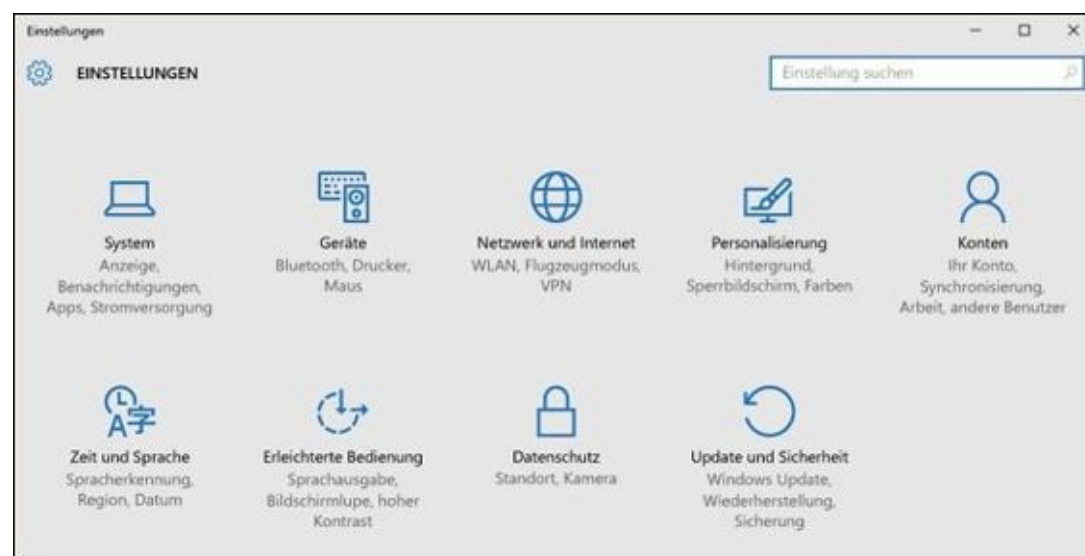 Einstellungen
EINSTELLUNGEN
Einstellung suchen
System
Anzeige,
Benachrichtigungen,
Apps, Stromversorgung
Geräte
Bluetooth, Drucker,
Maus
Netzwerk und Internet
WLAN, Flugzeugmodus,
VPN
Personalisierung
Hintergrund,
Sperrbildschirm, Farben
Konten
Ihr Konto,
Synchronisierung,
Arbeit, andere Benutzer
A字
Zeit und Sprache
Spracherkennung,
Region, Datum
Erleichterte Bedienung
Sprachausgabe,
Bildschirmlupe, hoher
Kontrast
Datenschutz
Standort, Kamera
Update und Sicherheit
Windows Update,
Wiederherstellung,
Sicherung